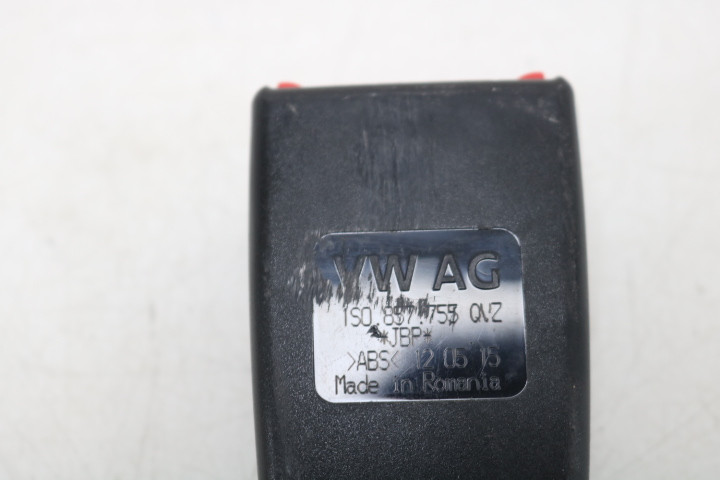 VW AG
1S0 857 755 QVZ
*JBP*
>ABS< 12 05 15
Made in Romania